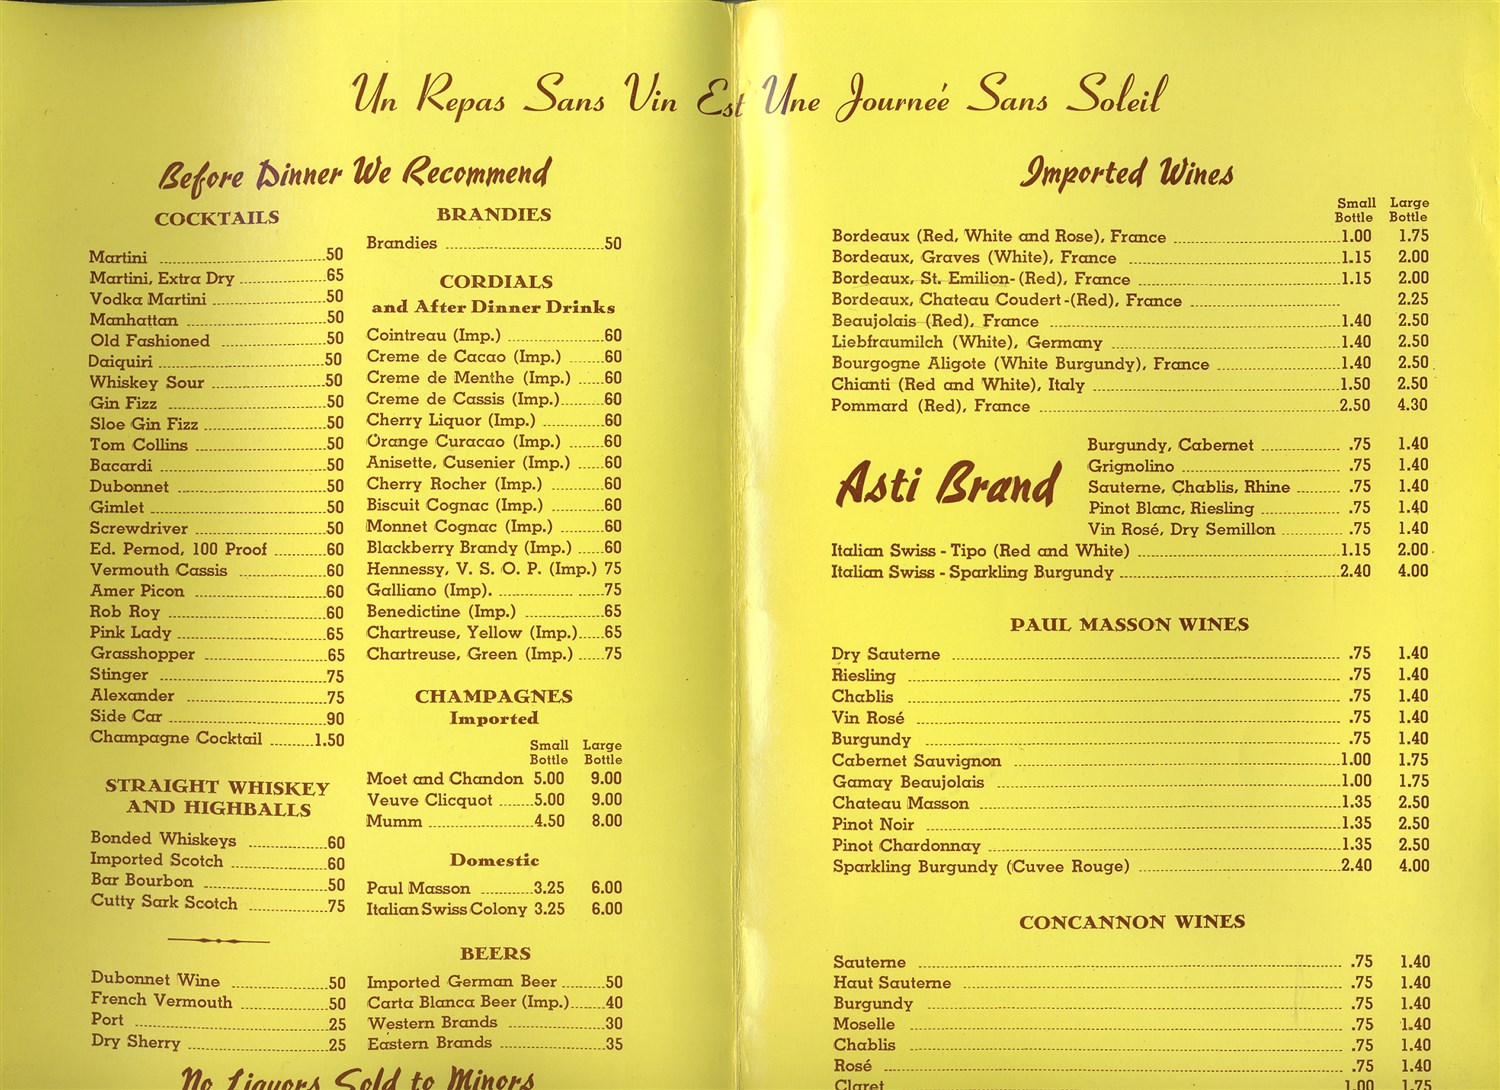 Un Repas Sans Vin Est Une Journeé Sans Soleil
Before Dinner We Recommend
COCKTAILS
Martini 50
Martini, Extra Dry 65
Vodka Martini 50
Manhattan 50
Old Fashioned 50
Daiquiri 50
Whiskey Sour 50
Gin Fizz 50
Sloe Gin Fizz 50
Tom Collins 50
Bacardi 50
Dubonnet 50
Gimlet 50
Screwdriver 50
Ed. Pernod, 100 Proof 60
Vermouth Cassis 60
Amer Picon 60
Rob Roy 60
Pink Lady 65
Grasshopper 65
Stinger 75
Alexander 75
Side Car 90
Champagne Cocktail 1.50
STRAIGHT WHISKEY
AND HIGHBALLS
Bonded Whiskeys 60
Imported Scotch 60
Bar Bourbon 50
Cutty Sark Scotch 75
Dubonnet Wine 50
French Vermouth 50
Port 25
Dry Sherry 25
BRANDIES
Brandies 50
CORDIALS
and After Dinner Drinks
Cointreau (Imp.) 60
Creme de Cacao (Imp.) 60
Creme de Menthe (Imp.) 60
Creme de Cassis (Imp.) 60
Cherry Liquor (Imp.) 60
Orange Curacao (Imp.) 60
Anisette, Cusenier (Imp.) 60
Cherry Rocher (Imp.) 60
Biscuit Cognac (Imp.) 60
Monnet Cognac (Imp.) 60
Blackberry Brandy (Imp.) 60
Hennessy, V. S. O. P. (Imp.) 75
Galliano (Imp). 75
Benedictine (Imp.) 65
Chartreuse, Yellow (Imp.) 65
Chartreuse, Green (Imp.) 75
CHAMPAGNES
Imported
Small Large
Bottle Bottle
Moet and Chandon 5.00 9.00
Veuve Clicquot 5.00 9.00
Mumm 4.50 8.00
Domestic
Paul Masson 3.25 6.00
Italian Swiss Colony 3.25 6.00
BEERS
Imported German Beer 50
Carta Blanca Beer (Imp.) 40
Western Brands 30
Eastern Brands 35
No Liquors Sold to Minors
Imported Wines
Small Large
Bottle Bottle
Bordeaux (Red, White and Rose), France 1.00 1.75
Bordeaux, Graves (White), France 1.15 2.00
Bordeaux, St. Emilion-(Red), France 1.15 2.00
Bordeaux, Chateau Coudert-(Red), France 2.25
Beaujolais (Red), France 1.40 2.50
Liebfraumilch (White), Germany 1.40 2.50
Bourgogne Aligote (White Burgundy), France 1.40 2.50
Chianti (Red and White), Italy 1.50 2.50
Pommard (Red), France 2.50 4.30
Asti Brand
Burgundy, Cabernet .75 1.40
Grignolino .75 1.40
Sauterne, Chablis, Rhine .75 1.40
Pinot Blanc, Riesling .75 1.40
Vin Rosé, Dry Semillon .75 1.40
Italian Swiss - Tipo (Red and White) 1.15 2.00
Italian Swiss - Sparkling Burgundy 2.40 4.00
PAUL MASSON WINES
Dry Sauterne .75 1.40
Riesling .75 1.40
Chablis .75 1.40
Vin Rosé .75 1.40
Burgundy .75 1.40
Cabernet Sauvignon 1.00 1.75
Gamay Beaujolais 1.00 1.75
Chateau Masson 1.35 2.50
Pinot Noir 1.35 2.50
Pinot Chardonnay 1.35 2.50
Sparkling Burgundy (Cuvee Rouge) 2.40 4.00
CONCANNON WINES
Sauterne .75 1.40
Haut Sauterne .75 1.40
Burgundy .75 1.40
Moselle .75 1.40
Chablis .75 1.40
Rosé .75 1.40
Claret 1.00 1.75